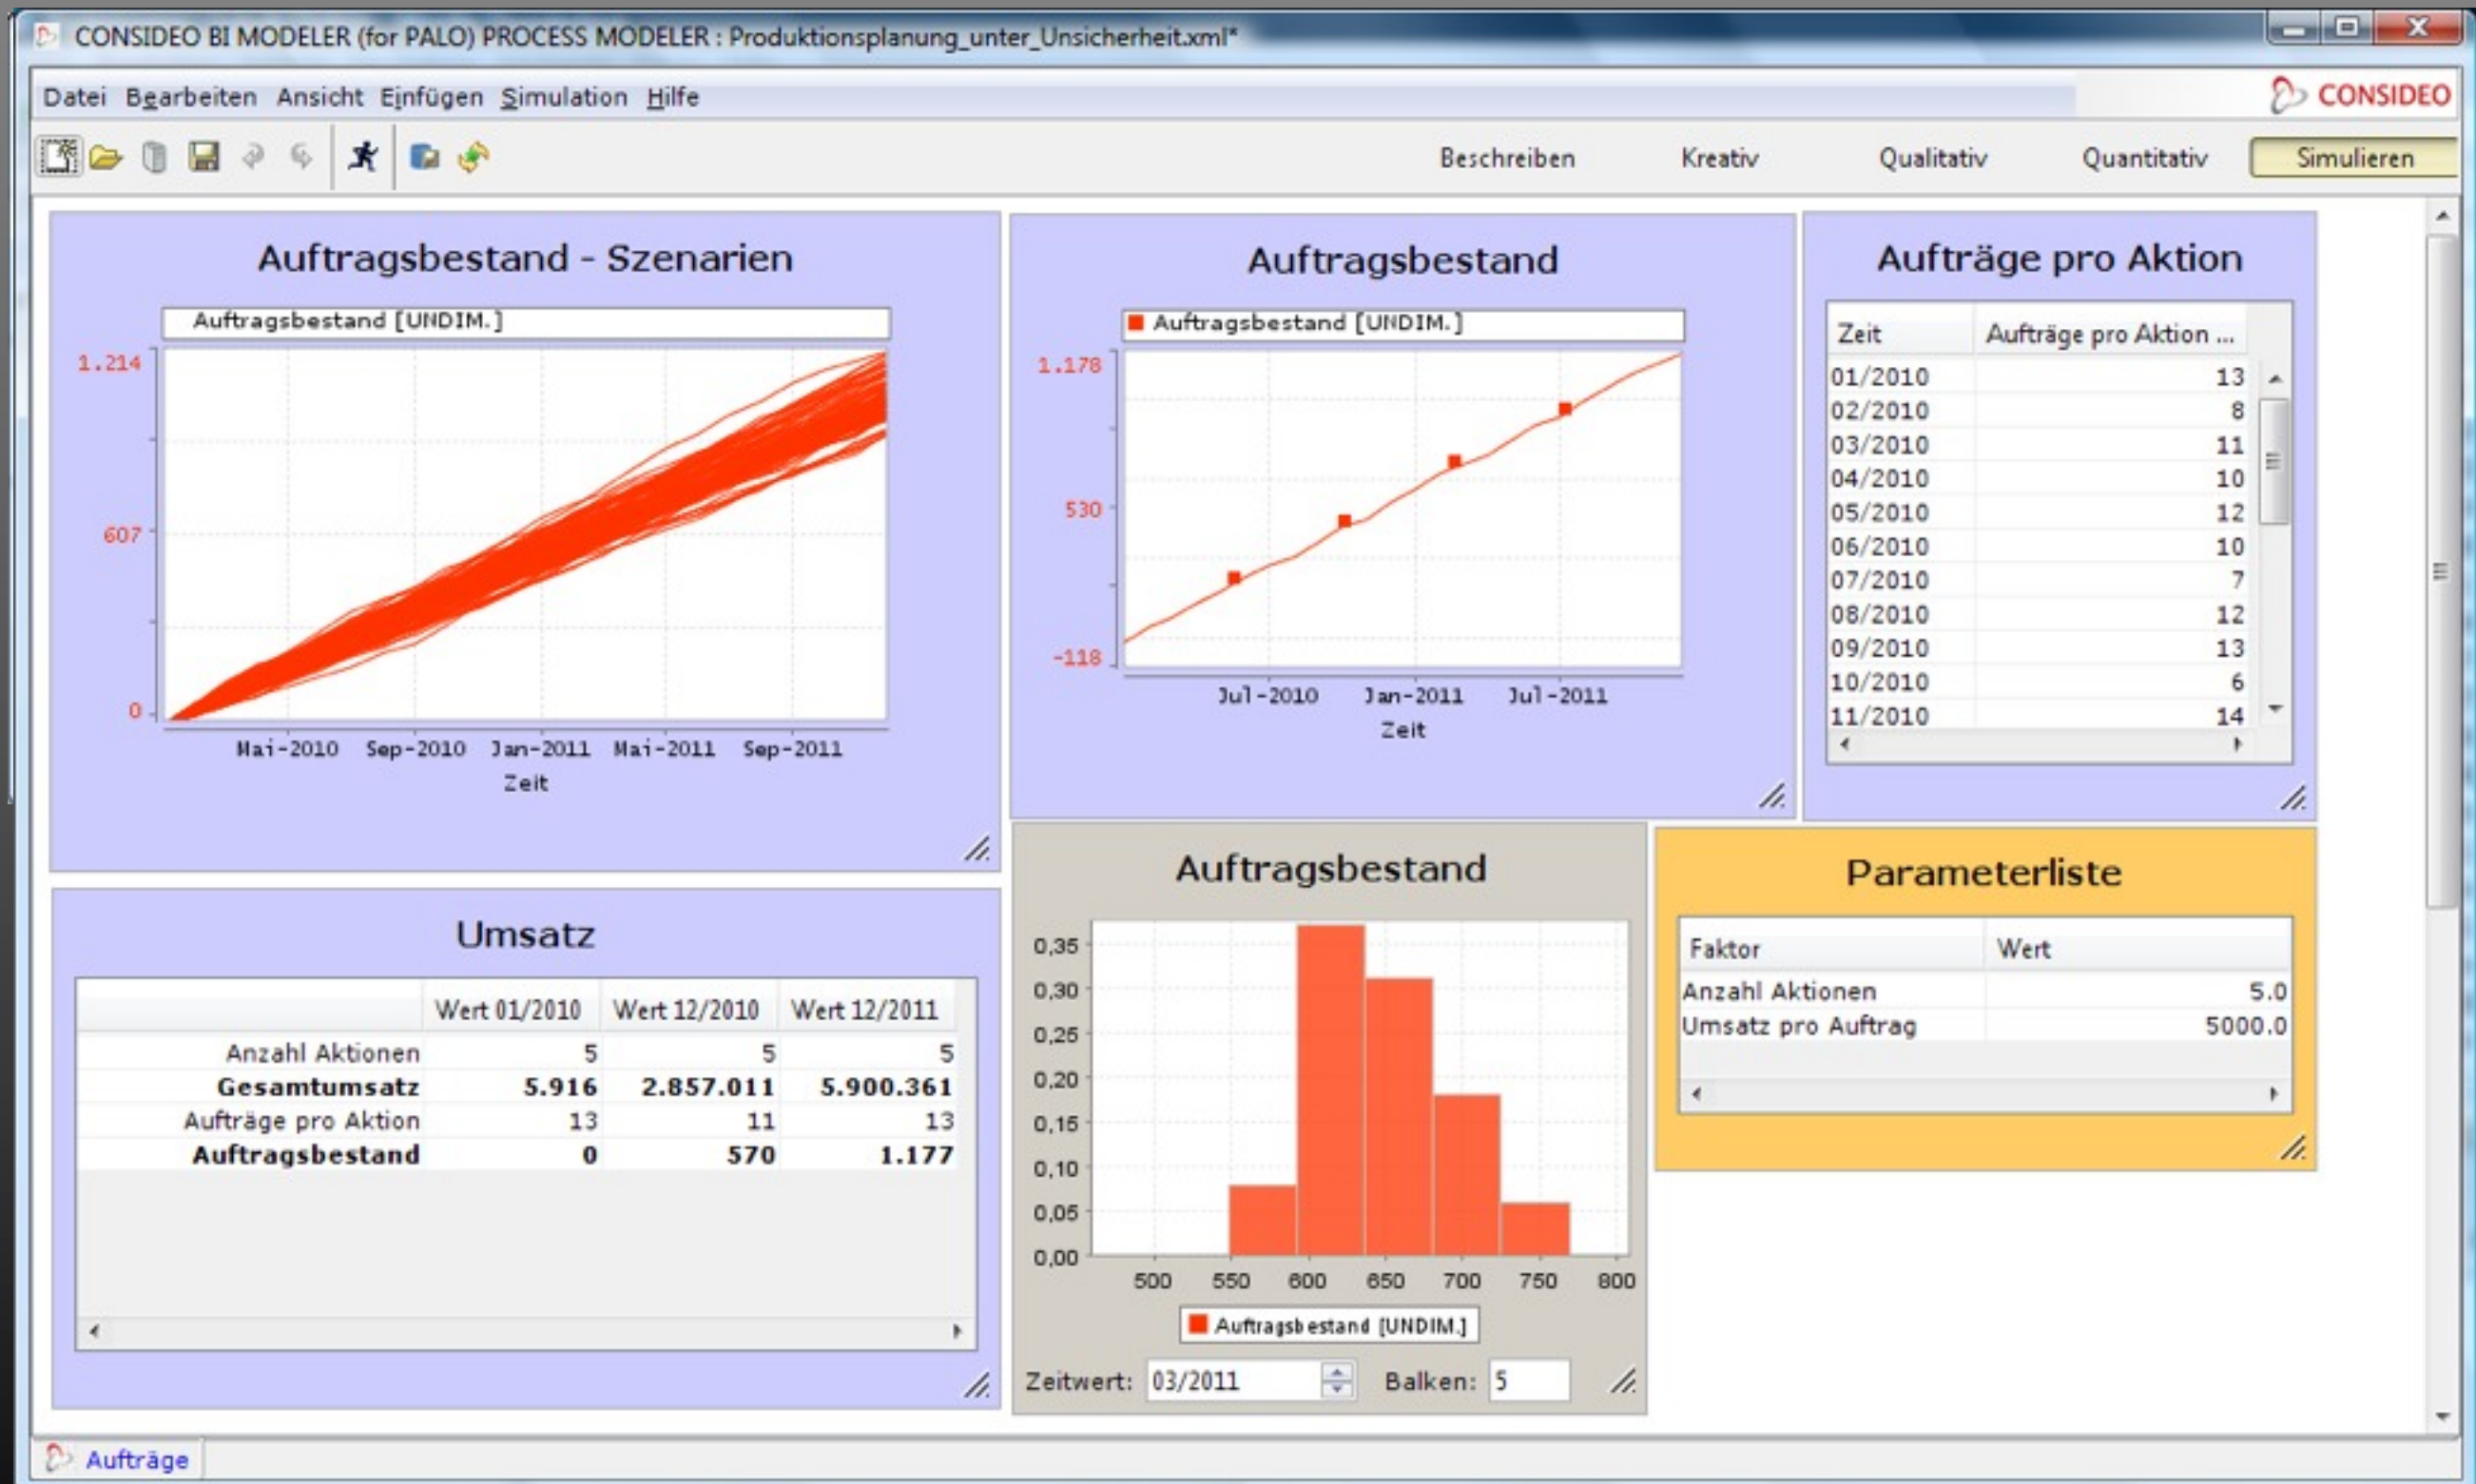 CONSIDEO BI MODELER (for PALO) PROCESS MODELER : Produktionsplanung_unter_Unsicherheit.xml*
Datei Bearbeiten Ansicht Einfügen Simulation Hilfe
CONSIDEO
Beschreiben Kreativ Qualitativ Quantitativ Simulieren
Auftragsbestand - Szenarien
Auftragsbestand [UNDIM.]
1.214
607
0
Mai-2010 Sep-2010 Jan-2011 Mai-2011 Sep-2011
Zeit
Auftragsbestand
Auftragsbestand [UNDIM.]
1.178
530
-118
Jul-2010 Jan-2011 Jul-2011
Zeit
Aufträge pro Aktion
Zeit Aufträge pro Aktion ...
01/2010 13
02/2010 8
03/2010 11
04/2010 10
05/2010 12
06/2010 10
07/2010 7
08/2010 12
09/2010 13
10/2010 6
11/2010 14
Umsatz
Wert 01/2010 Wert 12/2010 Wert 12/2011
Anzahl Aktionen 5 5 5
Gesamtumsatz 5.916 2.857.011 5.900.361
Aufträge pro Aktion 13 11 13
Auftragsbestand 0 570 1.177
Auftragsbestand
0,35
0,30
0,25
0,20
0,15
0,10
0,05
0,00
500 550 600 650 700 750 800
Auftragsbestand [UNDIM.]
Zeitwert: 03/2011 Balken: 5
Parameterliste
Faktor Wert
Anzahl Aktionen 5.0
Umsatz pro Auftrag 5000.0
Aufträge